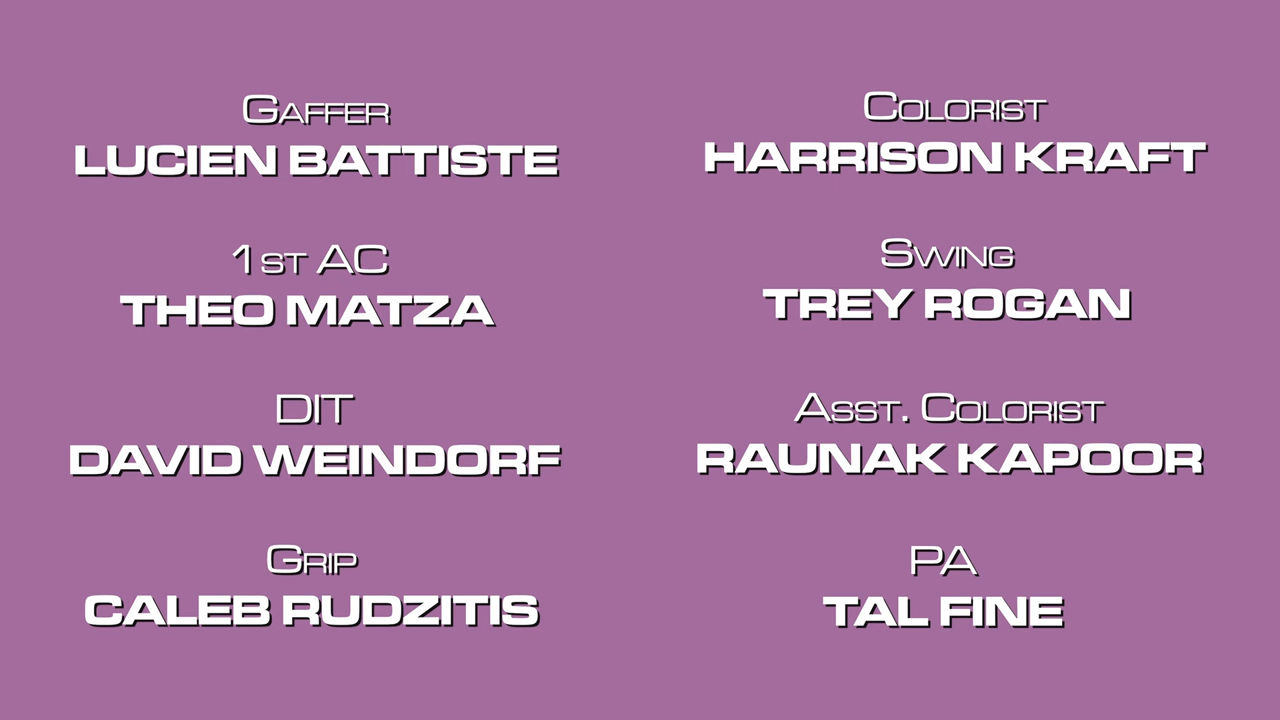 Gaffer
LUCIEN BATTISTE
1st AC
THEO MATZA
DIT
DAVID WEINDORF
Grip
CALEB RUDZITIS
Colorist
HARRISON KRAFT
Swing
TREY ROGAN
Asst. Colorist
RAUNAK KAPOOR
PA
TAL FINE